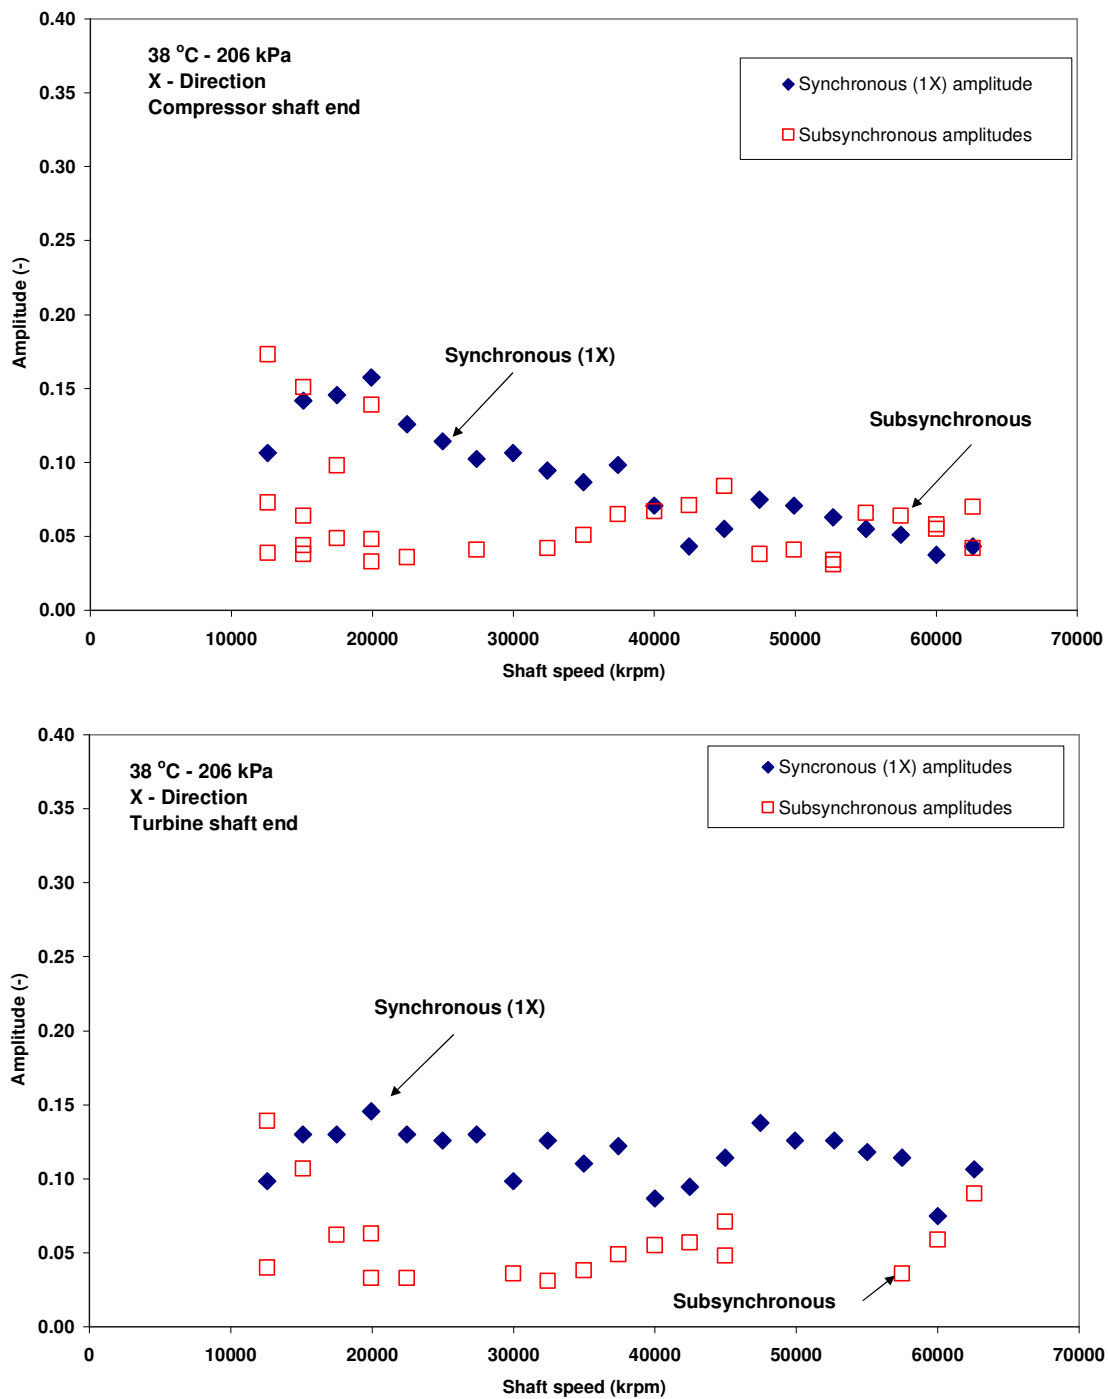 0.40
0.35
0.30
0.25
0.20
0.15
0.10
0.05
0.00
Amplitude (-)
38 °C - 206 kPa
X - Direction
Compressor shaft end
Synchronous (1X) amplitude
Subsynchronous amplitudes
Synchronous (1X)
Subsynchronous
0 10000 20000 30000 40000 50000 60000 70000
Shaft speed (krpm)
0.40
0.35
0.30
0.25
0.20
0.15
0.10
0.05
0.00
Amplitude (-)
38 °C - 206 kPa
X - Direction
Turbine shaft end
Syncronous (1X) amplitudes
Subsynchronous amplitudes
Synchronous (1X)
Subsynchronous
0 10000 20000 30000 40000 50000 60000 70000
Shaft speed (krpm)